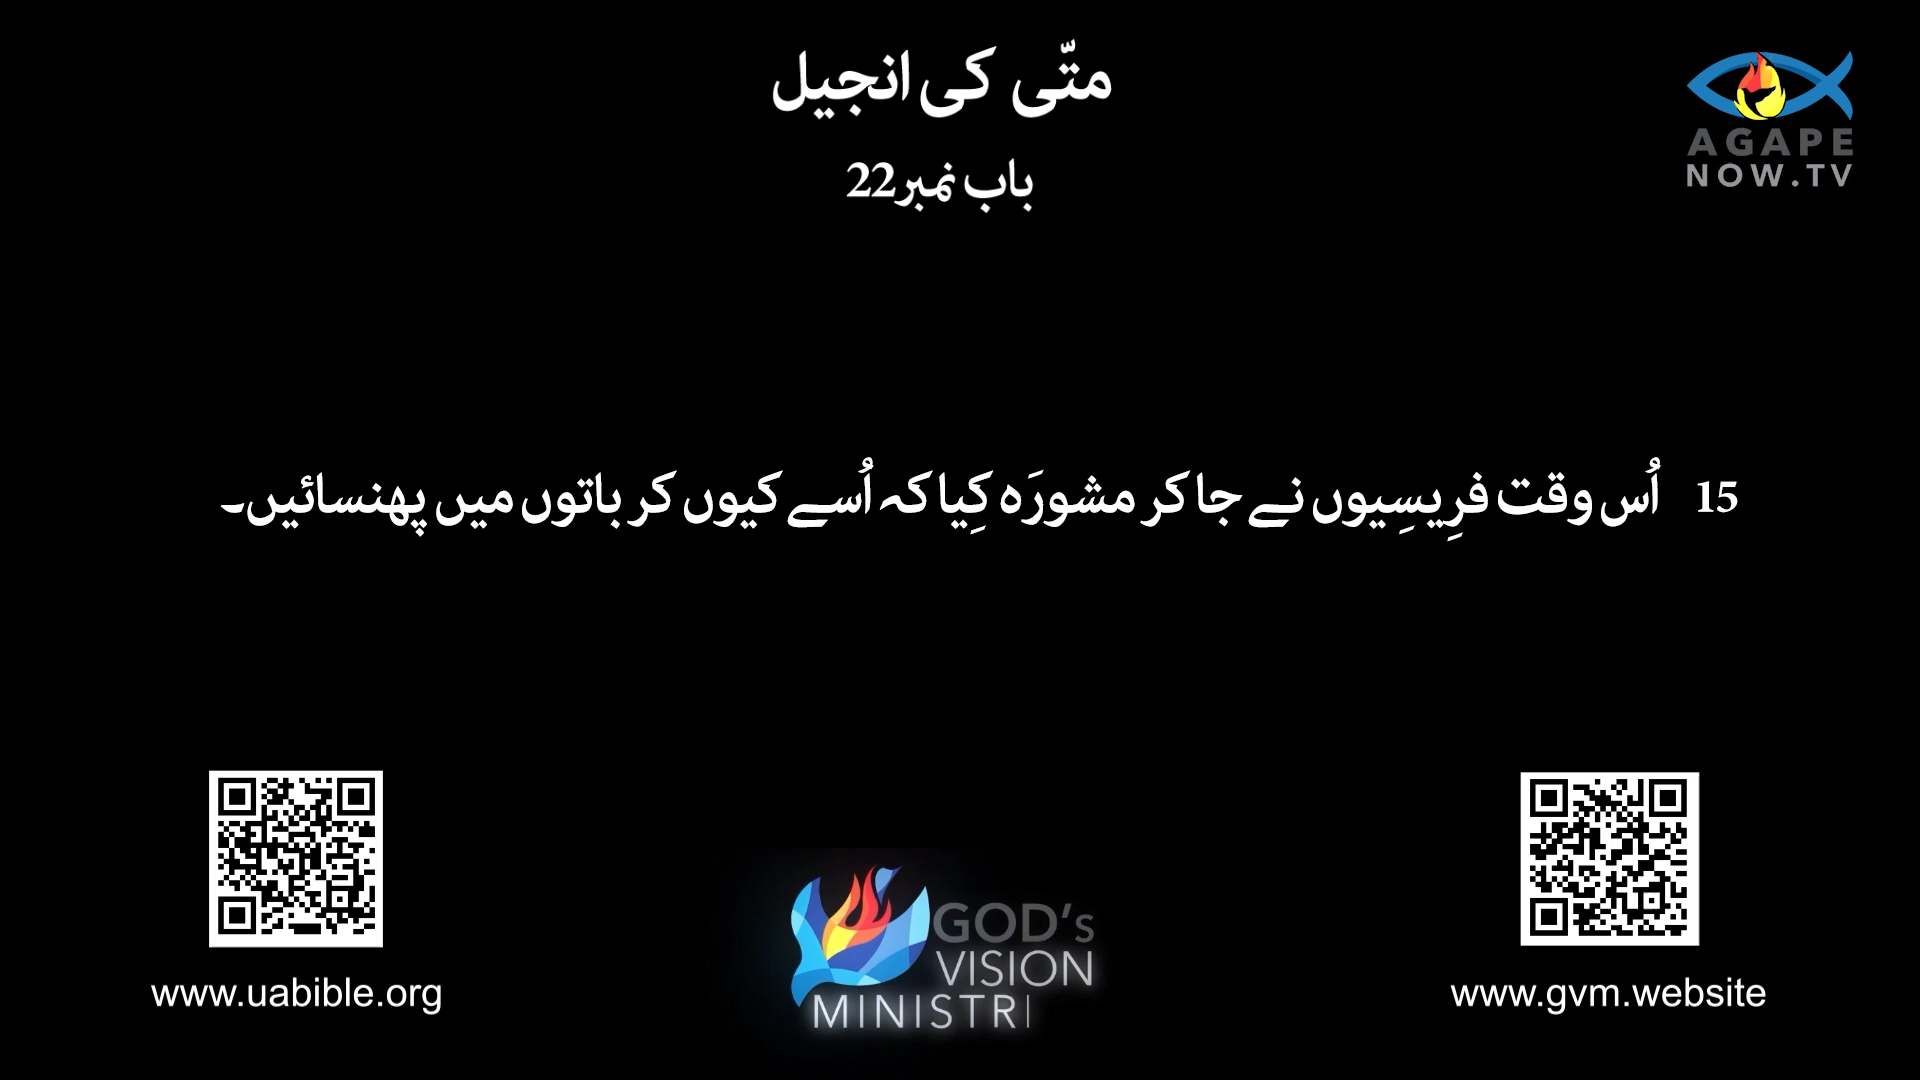 متّی کی انجیل
باب نمبر22
AGAPE
NOW.TV
15 اُس وقت فرِیسِیوں نے جا کر مشورَہ کِیا کہ اُسے کیوں کر باتوں میں پھنسائیں۔
GOD's
VISION
MINISTRI
www.uabible.org
www.gvm.website